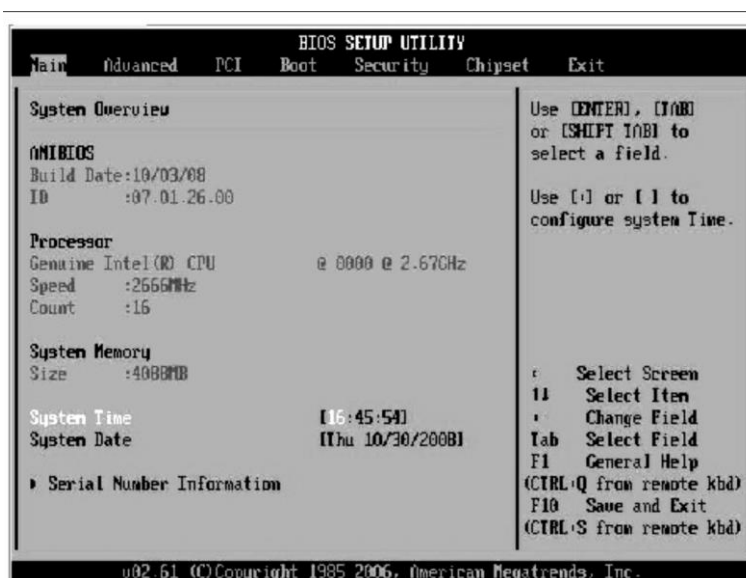 BIOS SETUP UTILITY
Main Advanced PCI Boot Security Chipset Exit
System Overview
AMIBIOS
Build Date:10/03/08
ID :07.01.26.00
Processor
Genuine Intel(R) CPU @ 0000 @ 2.67GHz
Speed :2666MHz
Count :16
System Memory
Size :4088MB
System Time [16:45:54]
System Date [Thu 10/30/2008]
Serial Number Information
Use [ENTER], [TAB]
or [SHIFT TAB] to
select a field.
Use [+] or [ ] to
configure system Time.
Select Screen
↑↓ Select Item
Change Field
Tab Select Field
F1 General Help
(CTRL+Q from remote kbd)
F10 Save and Exit
(CTRL+S from remote kbd)
v02.61 (C)Copyright 1985 2006, American Megatrends, Inc.